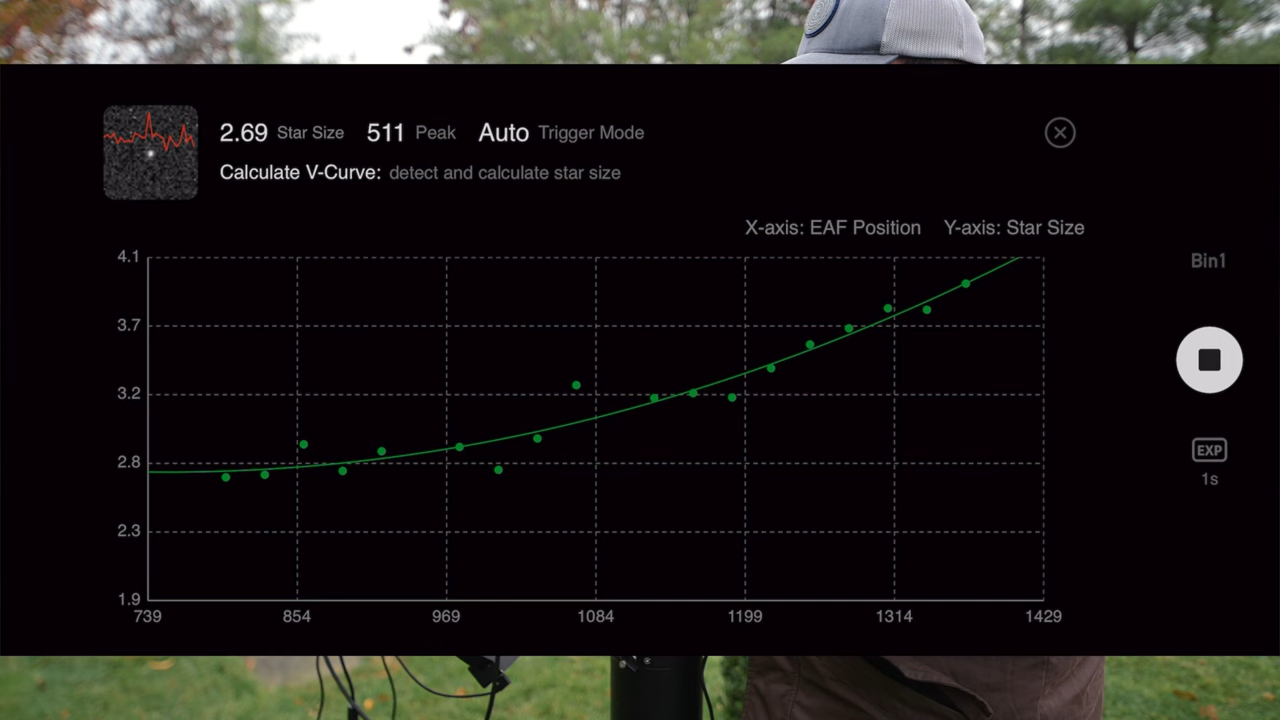 2.69 Star Size 511 Peak Auto Trigger Mode
Calculate V-Curve: detect and calculate star size
X-axis: EAF Position Y-axis: Star Size
4.1
Bin1
3.7
3.2
2.8
EXP
1s
2.3
1.9
739 854 969 1084 1199 1314 1429